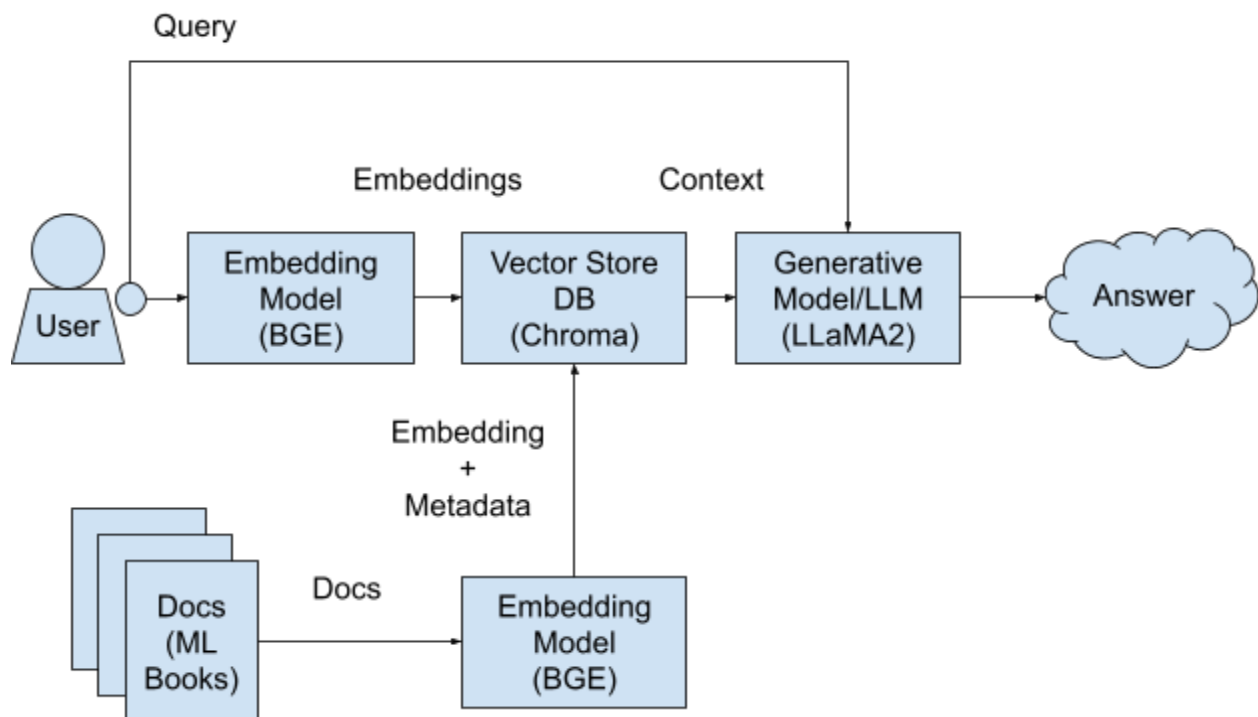 Query
Embeddings
Context
User
Embedding
Model
(BGE)
Vector Store
DB
(Chroma)
Generative
Model/LLM
(LLaMA2)
Answer
Embedding
+
Metadata
Docs
(ML
Books)
Docs
Embedding
Model
(BGE)